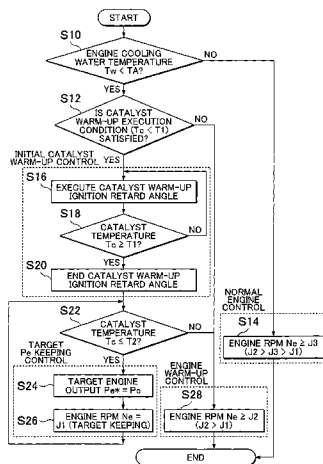 START
S10
ENGINE COOLING
WATER TEMPERATURE
Tw < TA?
NO
YES
S12
IS CATALYST
WARM-UP EXECUTION
CONDITION (Tc < T1)
SATISFIED?
NO
INITIAL CATALYST
WARM-UP CONTROL
YES
S16
EXECUTE CATALYST WARM-UP
IGNITION RETARD ANGLE
S18
CATALYST
TEMPERATURE
Tc ≥ T1?
NO
YES
S20
END CATALYST WARM-UP
IGNITION RETARD ANGLE
S22
CATALYST
TEMPERATURE
Tc ≤ T2?
NO
NORMAL
ENGINE
CONTROL
S14
ENGINE RPM Ne ≥ J3
(J2 > J3 > J1)
TARGET
Pe KEEPING
CONTROL
YES
S24
TARGET ENGINE
OUTPUT Pe* = Po
S26
ENGINE RPM Ne =
J1 (TARGET KEEPING)
ENGINE
WARM-UP
CONTROL
S28
ENGINE RPM Ne ≥ J2
(J2 > J1)
END